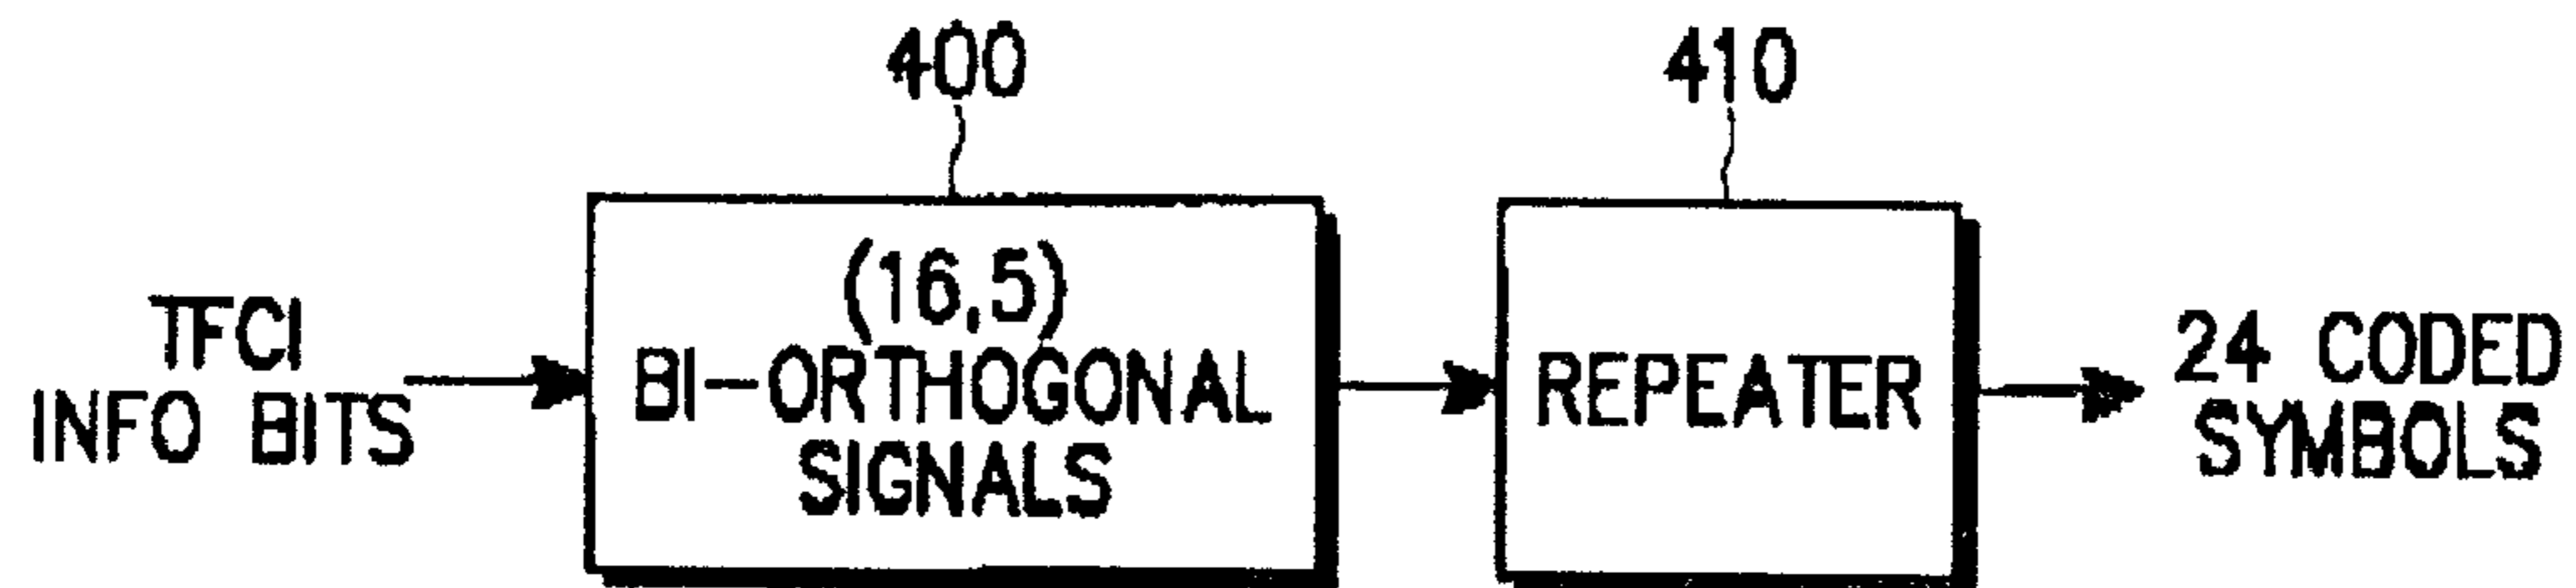 400
410
TFCI
INFO BITS
(16,5)
BI-ORTHOGONAL
SIGNALS
REPEATER
24 CODED
SYMBOLS